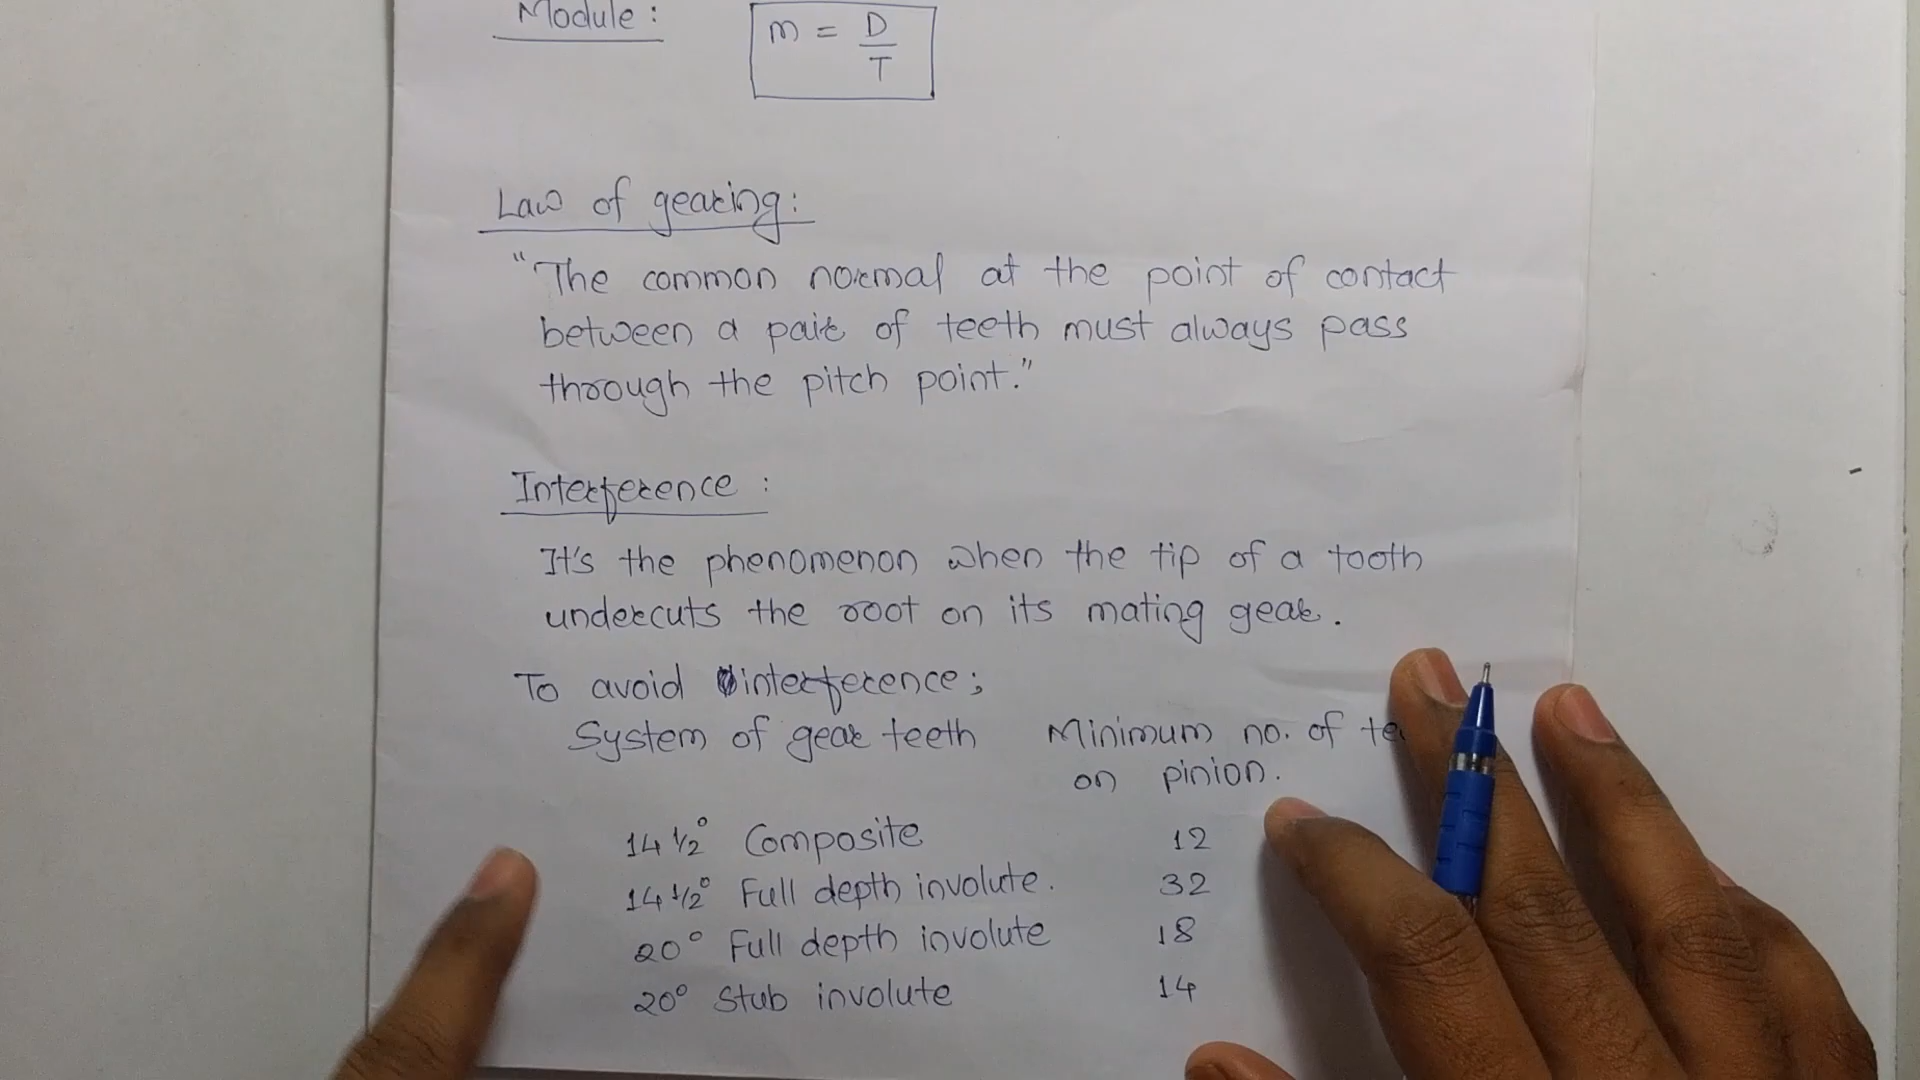 Module :
m = D
T
Law of gearing:
"The common normal at the point of contact
between a pair of teeth must always pass
through the pitch point."
Interference :
It's the phenomenon when the tip of a tooth
undercuts the root on its mating gear.
To avoid interference;
System of gear teeth Minimum no. of
on pinion.
14 1/2° Composite 12
14 1/2° Full depth involute. 32
20° Full depth involute 18
20° Stub involute 14